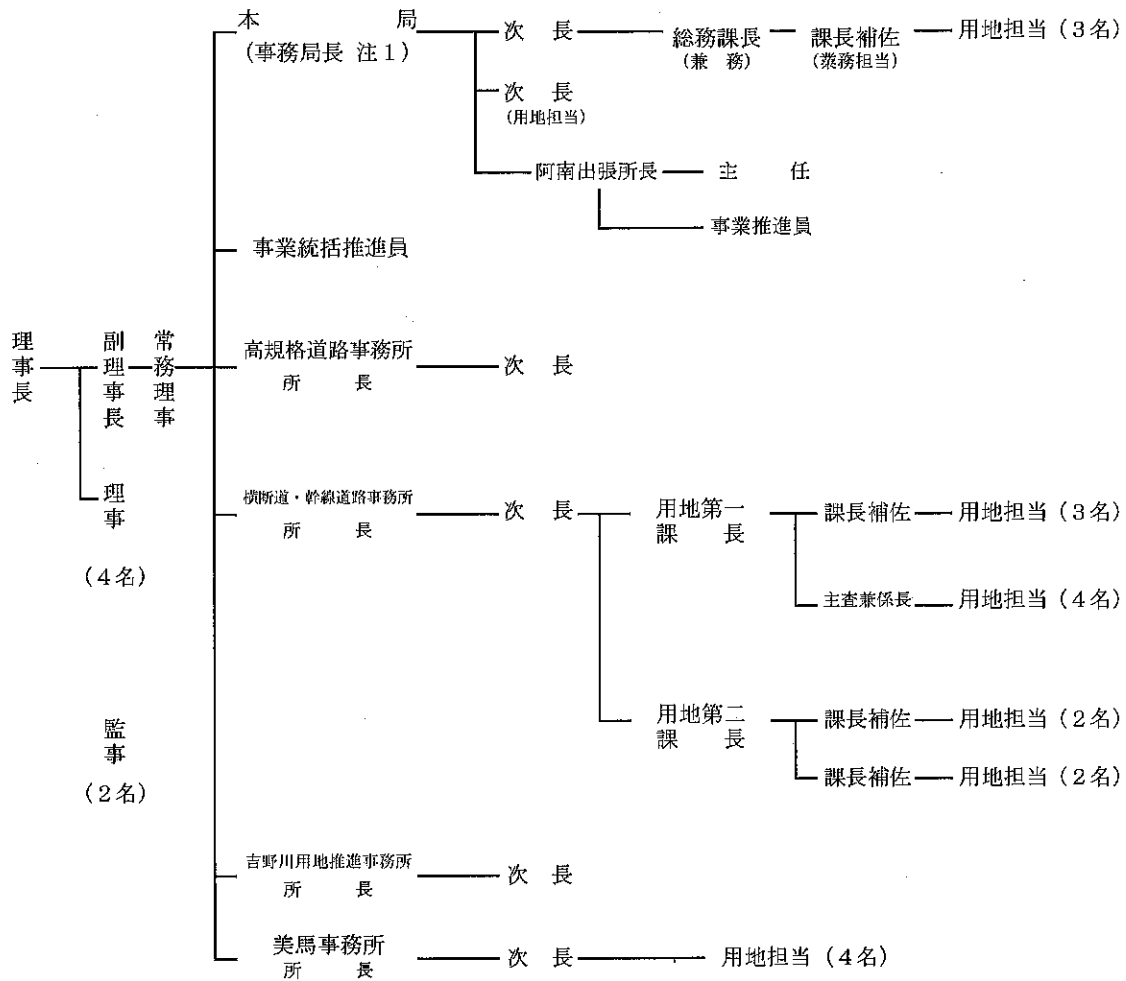 本　　　局
(事務局長 注１)
次　長
総務課長
(兼　務)
課長補佐
(業務担当)
用地担当 (３名)
次　長
(用地担当)
阿南出張所長
主　　任
事業推進員
事業統括推進員
理事長
副理事長
常務理事
高規格道路事務所
所　　長
次　長
理事
(４名)
横断道・幹線道路事務所
所　　長
次　長
用地第一
課　　長
課長補佐
用地担当 (３名)
主査兼係長
用地担当 (４名)
監事
(２名)
用地第二
課　　長
課長補佐
用地担当 (２名)
課長補佐
用地担当 (２名)
吉野川用地推進事務所
所　　長
次　長
美馬事務所
所　　長
次　長
用地担当 (４名)